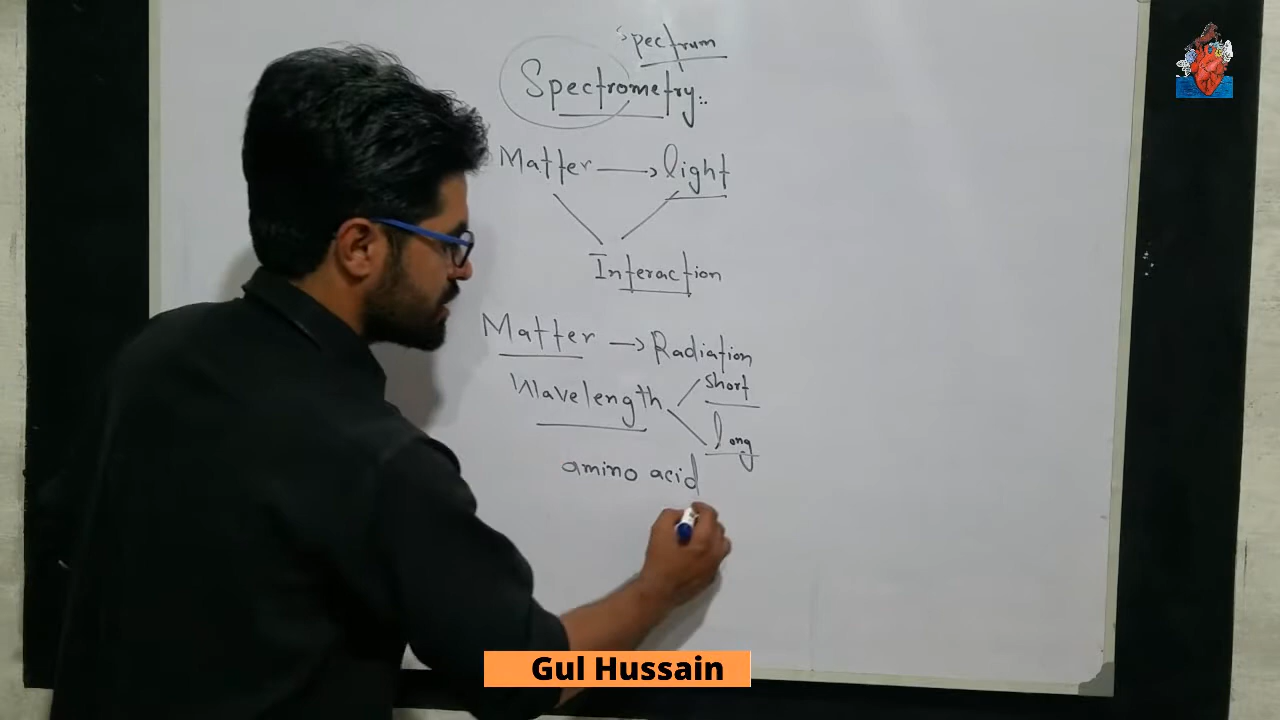 Spectrum
Spectrometry:.
Matter → light
Interaction
Matter → Radiation
short
Wavelength
long
amino acid
Gul Hussain